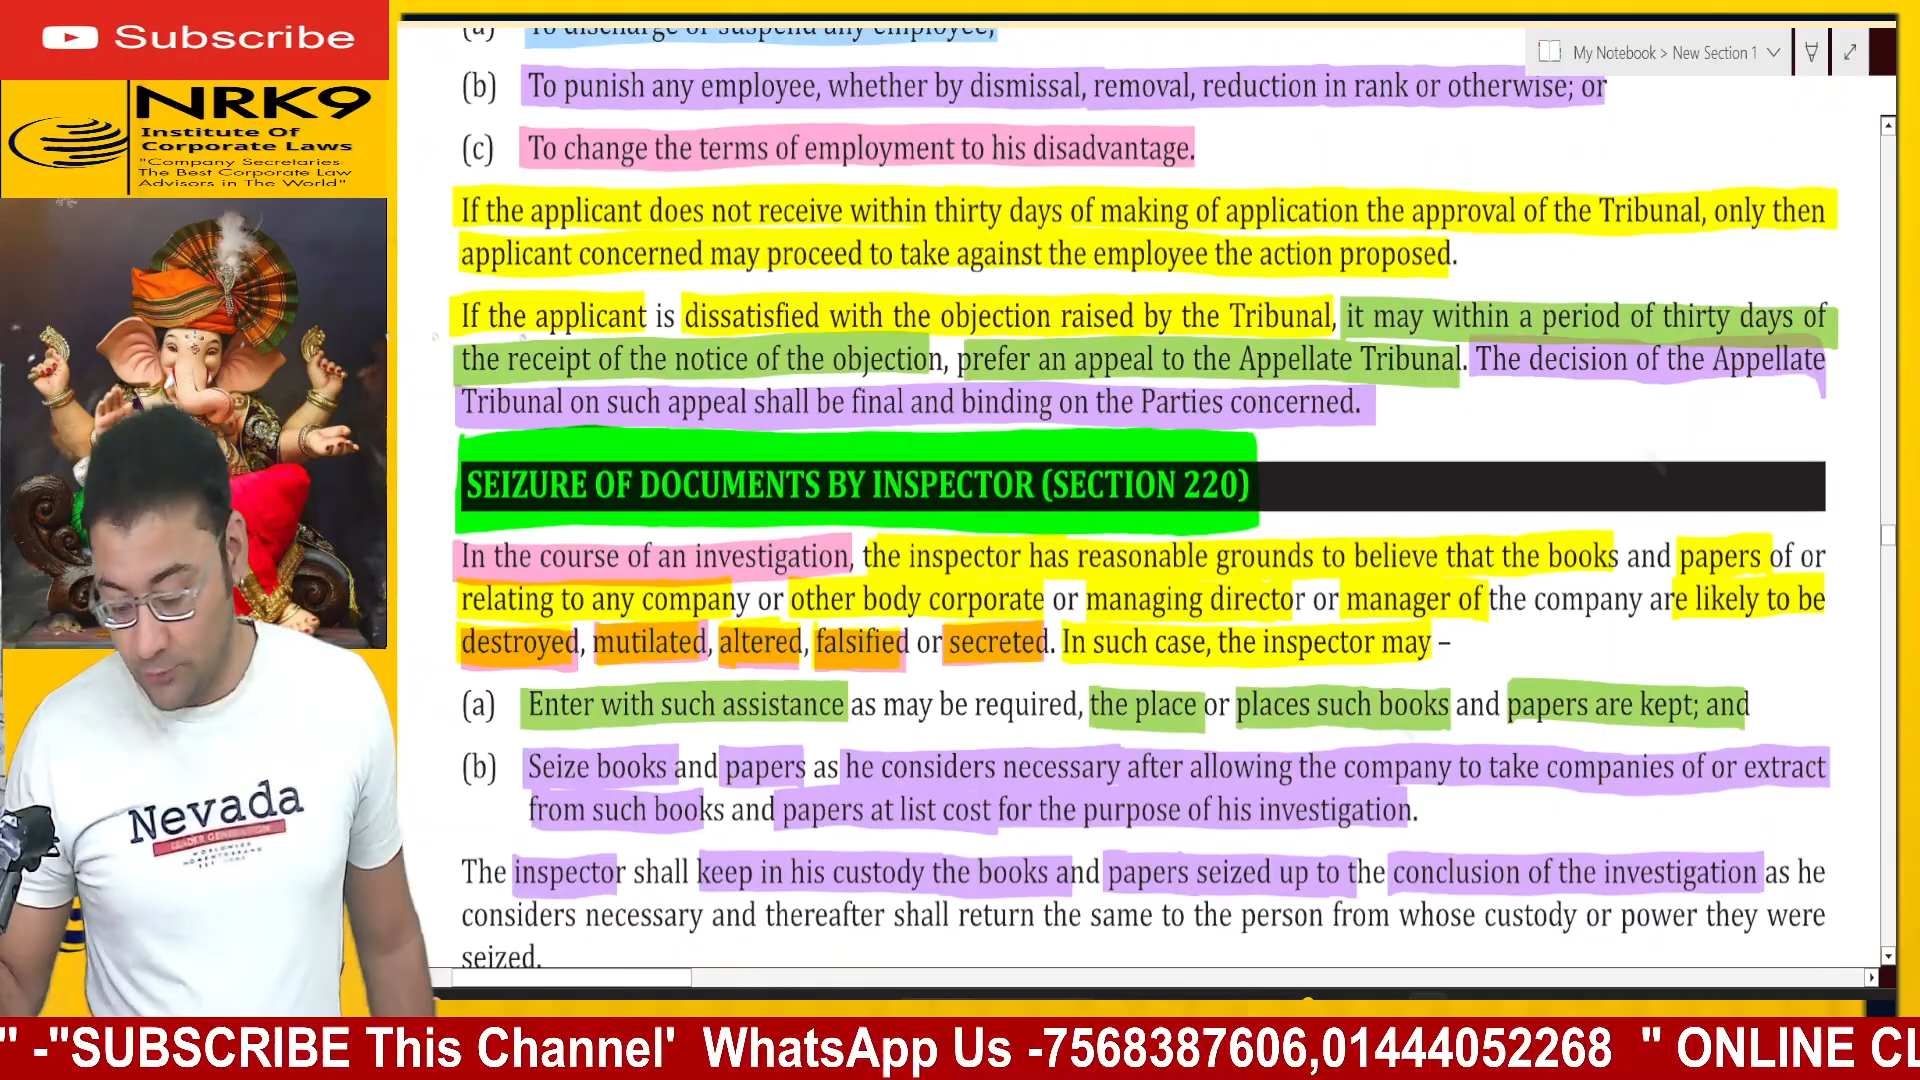 Subscribe
NRK9
Institute Of
Corporate Laws
"Company Secretaries-
The Best Corporate Law
Advisors in The World"
My Notebook > New Section 1
(a) To discharge or suspend any employee;
(b) To punish any employee, whether by dismissal, removal, reduction in rank or otherwise; or
(c) To change the terms of employment to his disadvantage.
If the applicant does not receive within thirty days of making of application the approval of the Tribunal, only then
applicant concerned may proceed to take against the employee the action proposed.
If the applicant is dissatisfied with the objection raised by the Tribunal, it may within a period of thirty days of
the receipt of the notice of the objection, prefer an appeal to the Appellate Tribunal. The decision of the Appellate
Tribunal on such appeal shall be final and binding on the Parties concerned.
SEIZURE OF DOCUMENTS BY INSPECTOR (SECTION 220)
In the course of an investigation, the inspector has reasonable grounds to believe that the books and papers of or
relating to any company or other body corporate or managing director or manager of the company are likely to be
destroyed, mutilated, altered, falsified or secreted. In such case, the inspector may –
(a) Enter with such assistance as may be required, the place or places such books and papers are kept; and
(b) Seize books and papers as he considers necessary after allowing the company to take companies of or extract
from such books and papers at list cost for the purpose of his investigation.
The inspector shall keep in his custody the books and papers seized up to the conclusion of the investigation as he
considers necessary and thereafter shall return the same to the person from whose custody or power they were
seized.
Nevada
" -"SUBSCRIBE This Channel' WhatsApp Us -7568387606,01444052268 " ONLINE CL